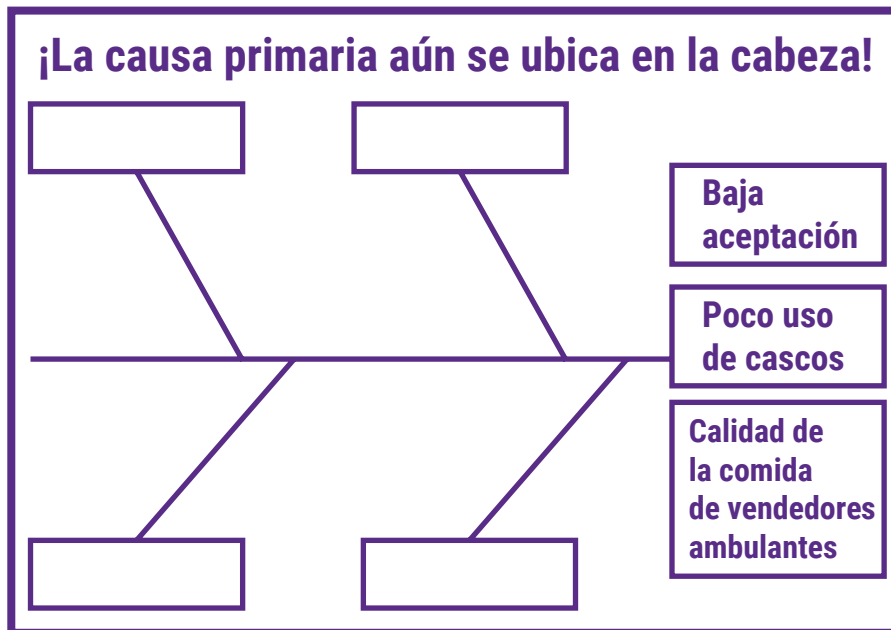 ¡La causa primaria aún se ubica en la cabeza!
Baja
aceptación
Poco uso
de cascos
Calidad de
la comida
de vendedores
ambulantes